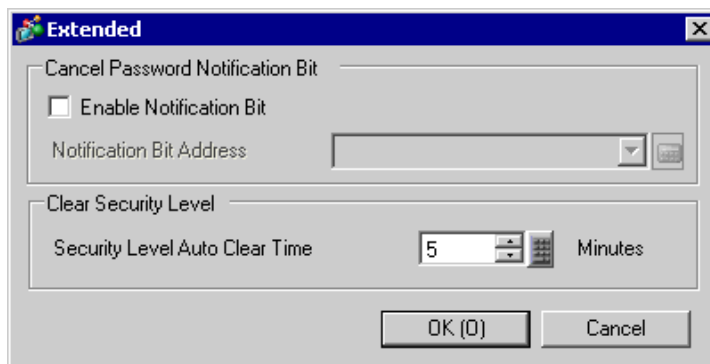 Extended
Cancel Password Notification Bit
Enable Notification Bit
Notification Bit Address
Clear Security Level
Security Level Auto Clear Time 5 Minutes
OK (O) Cancel